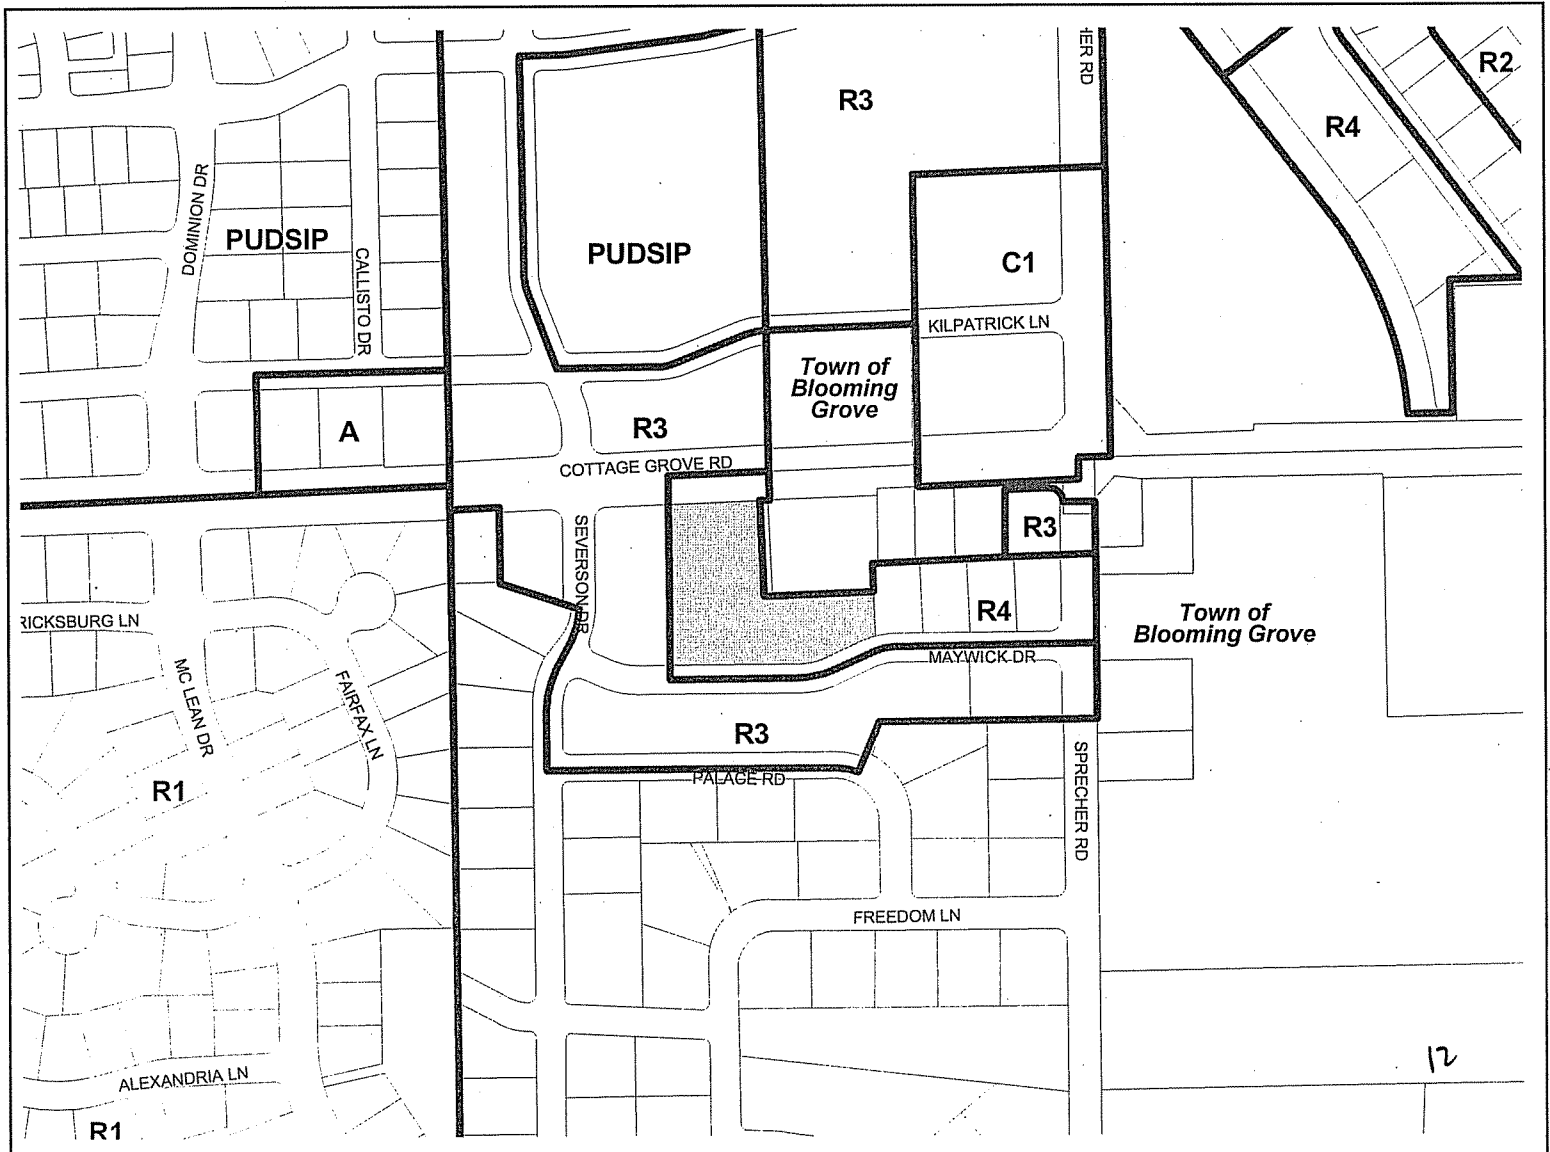 HER RD
R2
R3
R4
DOMINION DR
PUDSIP
CALLISTO DR
PUDSIP
C1
KILPATRICK LN
Town of
Blooming
Grove
A
R3
COTTAGE GROVE RD
SEVERSON DR
R3
R4
Town of
Blooming Grove
RICKSBURG LN
MC LEAN DR
FAIRFAX LN
MAYWICK DR
R3
PALACE RD
SPRECHER RD
R1
FREEDOM LN
12
ALEXANDRIA LN
R1